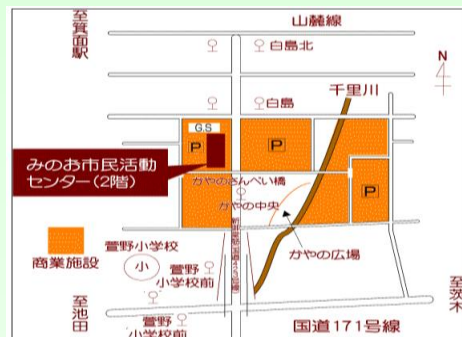 至箕面駅
山麓線
白島北
N
千里川
白島
G.S
P
P
みのお市民活動
センター(2階)
P
かやのさんぺい橋
かやの中央
萱野小学校
かやの広場
商業施設
小
萱野
小学校前
至池田
至茨木
萱野
小学校前
国道171号線